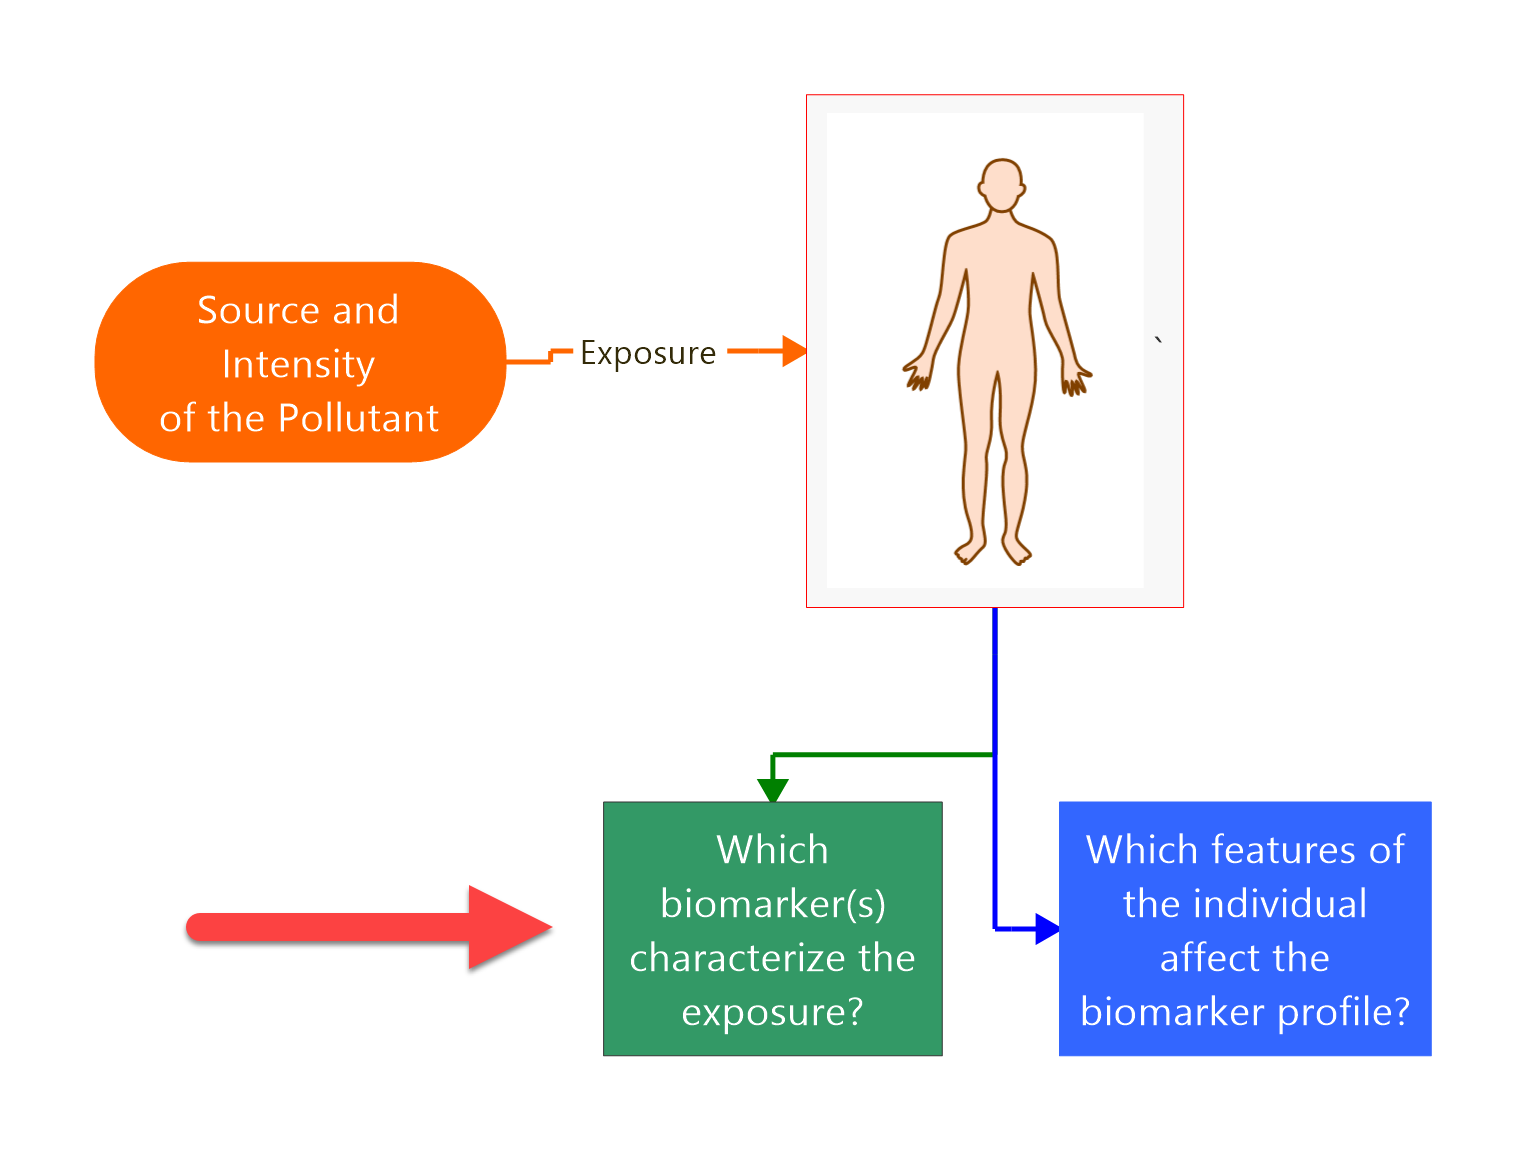 Source and
Intensity
of the Pollutant
Exposure
`
Which
biomarker(s)
characterize the
exposure?
Which features of
the individual
affect the
biomarker profile?